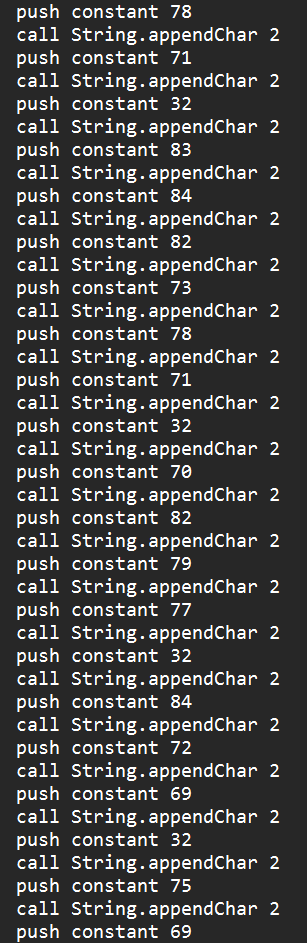 push constant 78
call String.appendChar 2
push constant 71
call String.appendChar 2
push constant 32
call String.appendChar 2
push constant 83
call String.appendChar 2
push constant 84
call String.appendChar 2
push constant 82
call String.appendChar 2
push constant 73
call String.appendChar 2
push constant 78
call String.appendChar 2
push constant 71
call String.appendChar 2
push constant 32
call String.appendChar 2
push constant 70
call String.appendChar 2
push constant 82
call String.appendChar 2
push constant 79
call String.appendChar 2
push constant 77
call String.appendChar 2
push constant 32
call String.appendChar 2
push constant 84
call String.appendChar 2
push constant 72
call String.appendChar 2
push constant 69
call String.appendChar 2
push constant 32
call String.appendChar 2
push constant 75
call String.appendChar 2
push constant 69